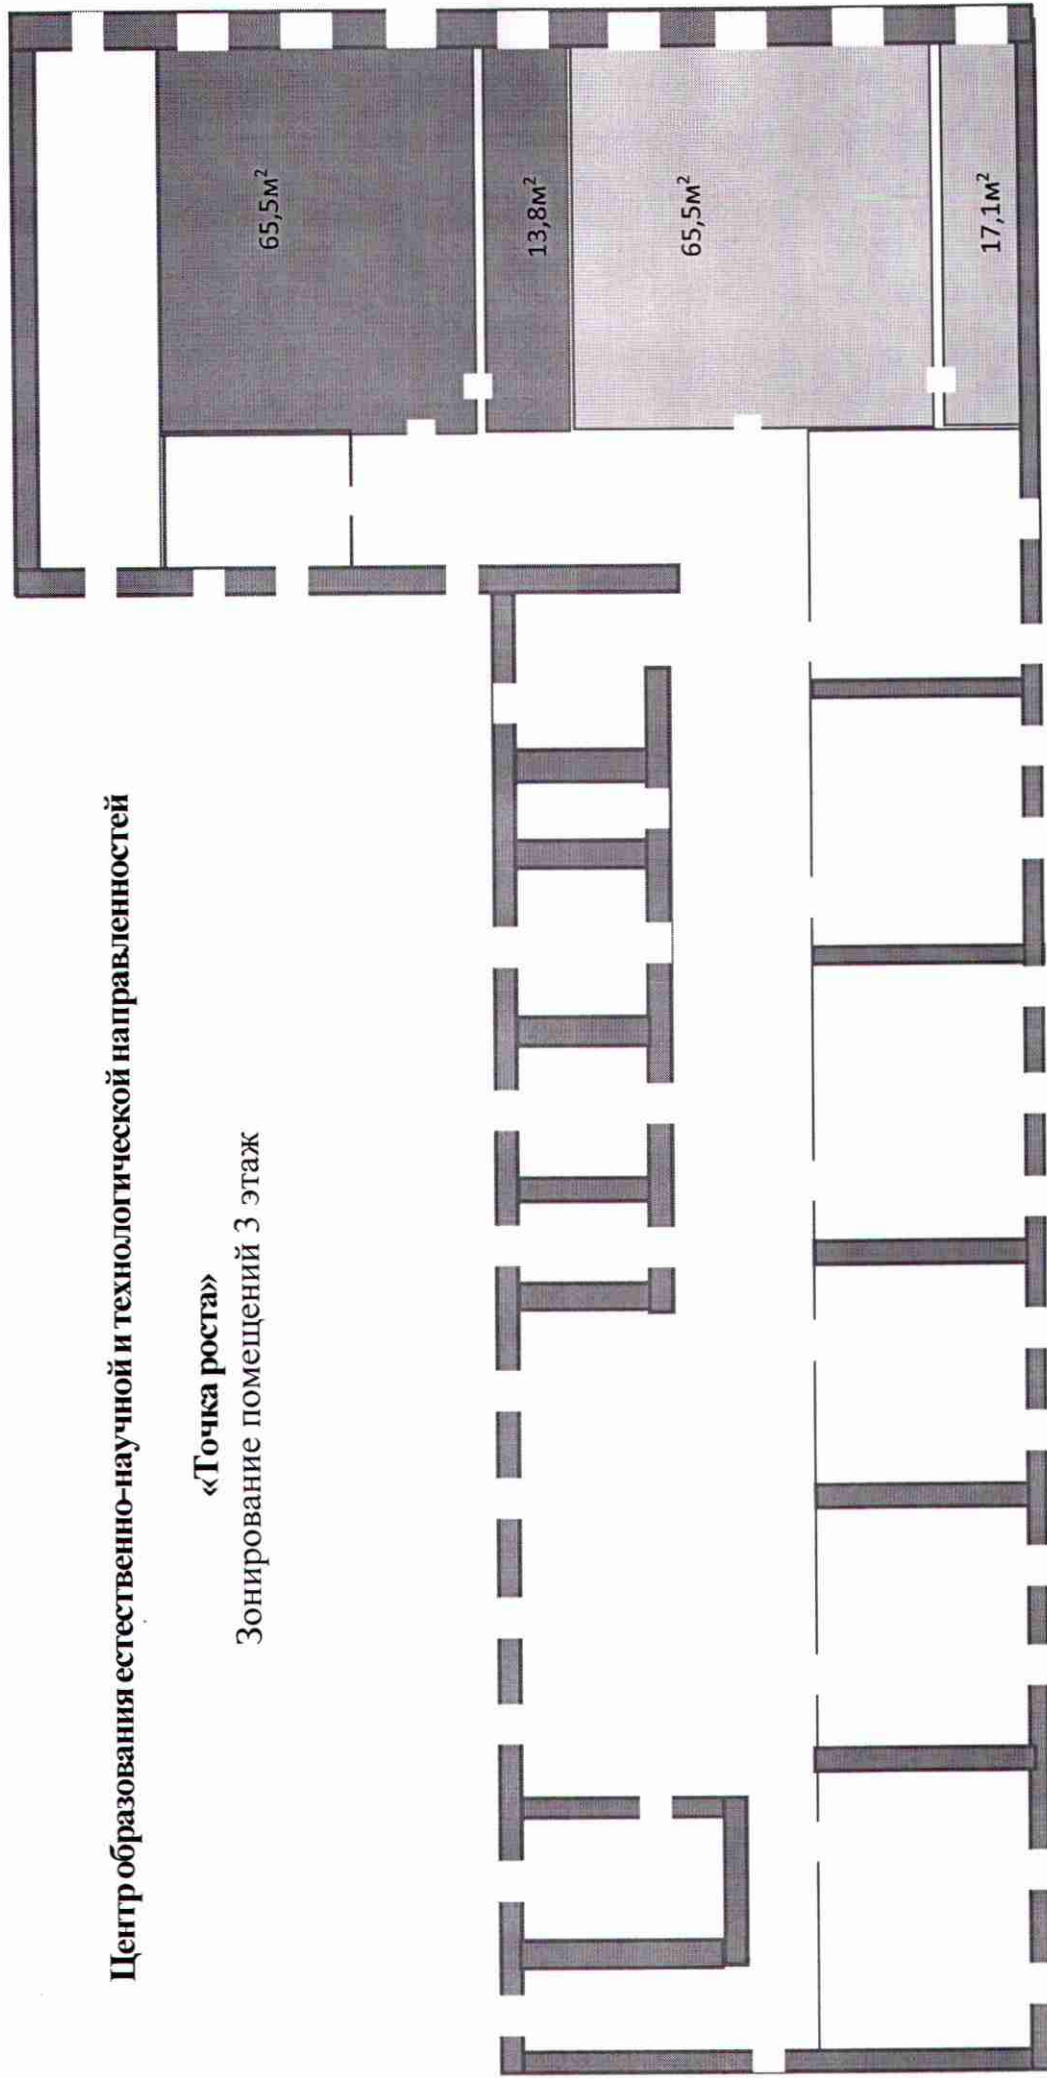 Центр образования естественно-научной и технологической направленностей
«Точка роста»
Зонирование помещений 3 этаж
65,5м²
13,8м²
65,5м²
17,1м²